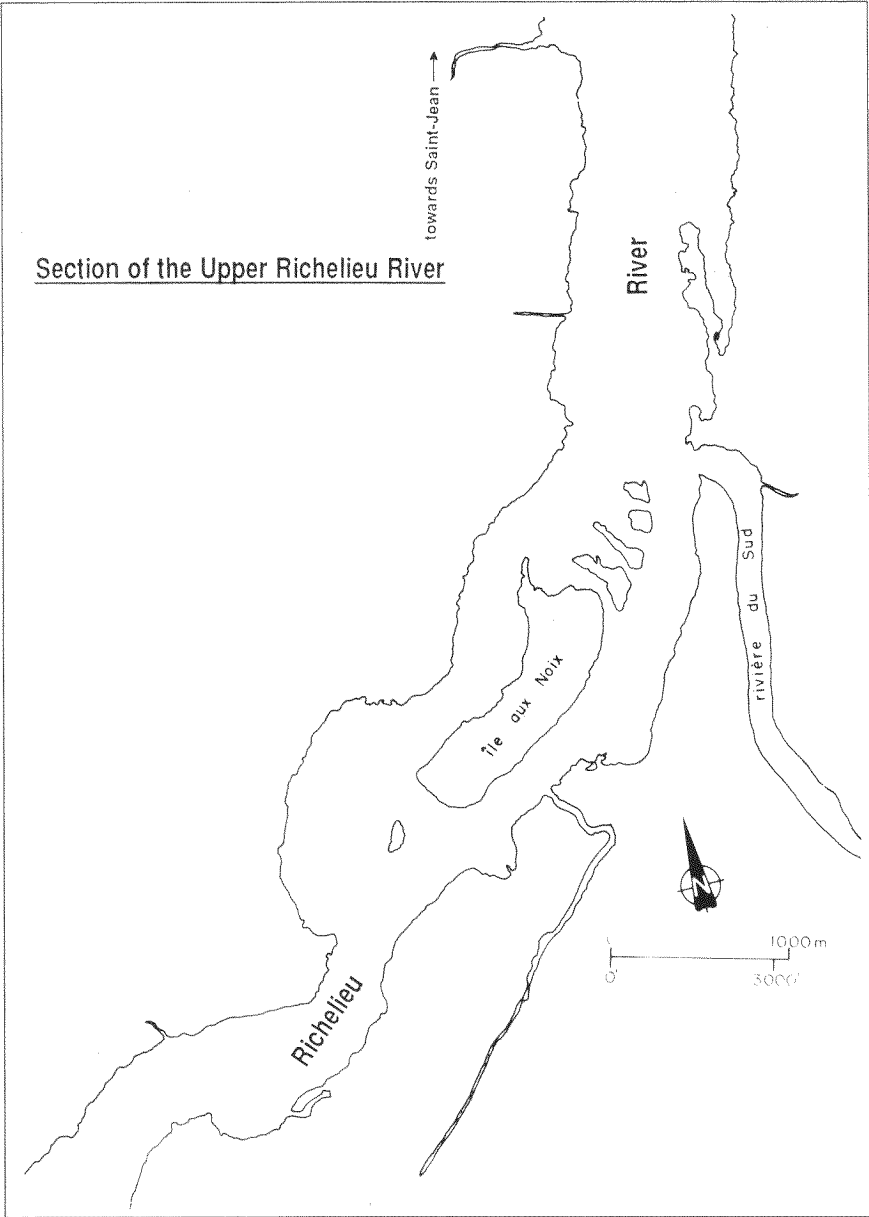 towards Saint-Jean →
Section of the Upper Richelieu River
River
rivière du Sud
île aux Noix
N
1000 m
0'
3000'
Richelieu